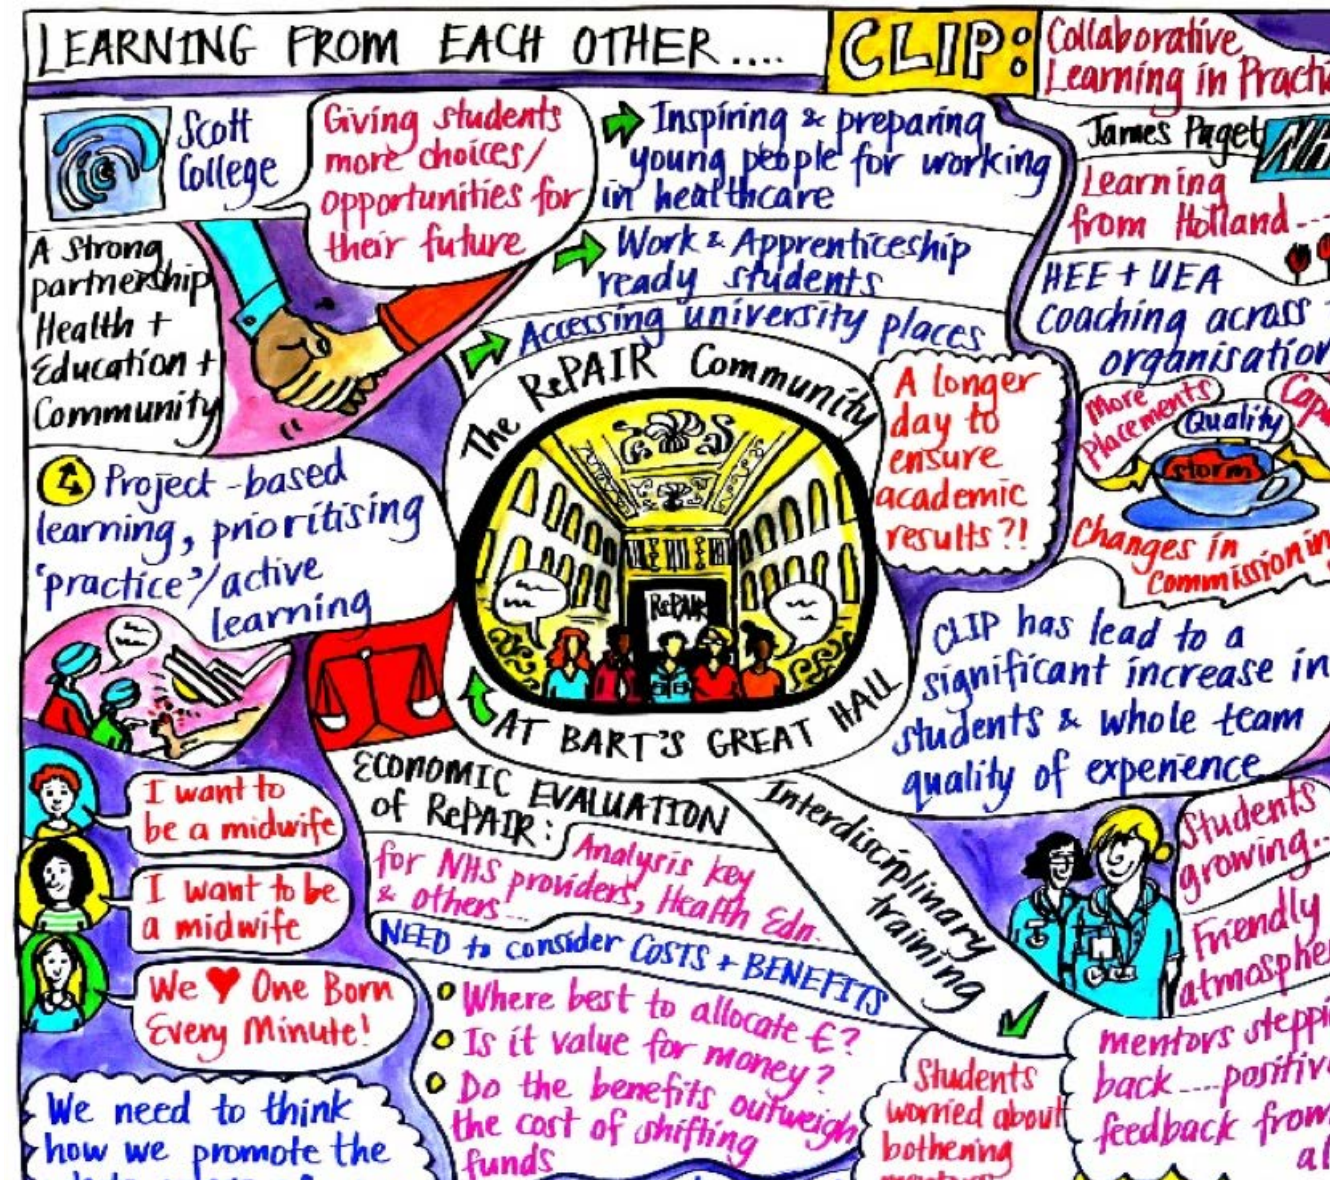 LEARNING FROM EACH OTHER....
CLIP:
Collaborative
Learning in
Scott
College
Giving students
more choices/
opportunities for
their future
Inspiring & preparing
young people for working
in healthcare
Work & Apprenticeship
ready students
Accessing university places
James Paget
Learning
from Holland...
A Strong
partnership
Health +
Education +
Community
HEE + UEA
Coaching across
More
Placements
Quality
storm
Changes in
The RePAIR Community
RePAIR
AT BART'S GREAT HALL
A longer
day to
ensure
academic
results?!
Project-based
learning, prioritising
'practice'/active
learning
CLIP has lead to a
significant increase in
students & whole team
quality of experience
I want to
be a midwife
I want to be
a midwife
We ♥ One Born
Every Minute!
We need to think
how we promote the
ECONOMIC EVALUATION
of RePAIR:
Analysis key
for NHS providers, Health Edn.
& others...
NEED to consider COSTS + BENEFITS
Where best to allocate £?
Is it value for money?
Do the benefits outweigh
the cost of shifting
funds
Interdisciplinary
training
Students
growing...
Friendly
Students
worried about
bothering
mentors
back....
feedback from